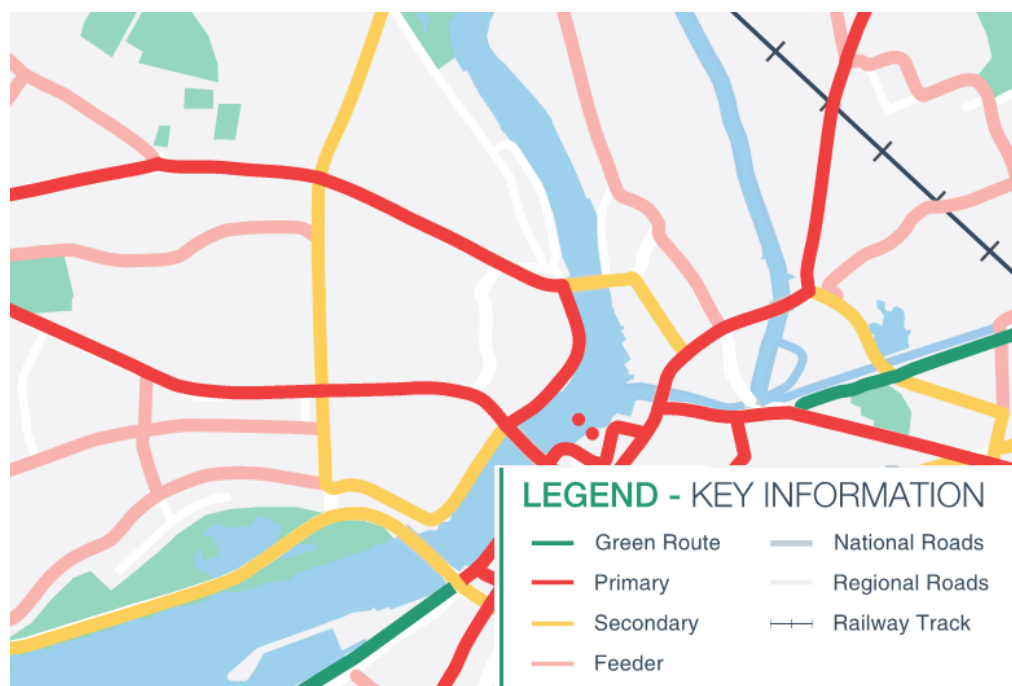 LEGEND - KEY INFORMATION
Green Route
National Roads
Primary
Regional Roads
Secondary
Railway Track
Feeder